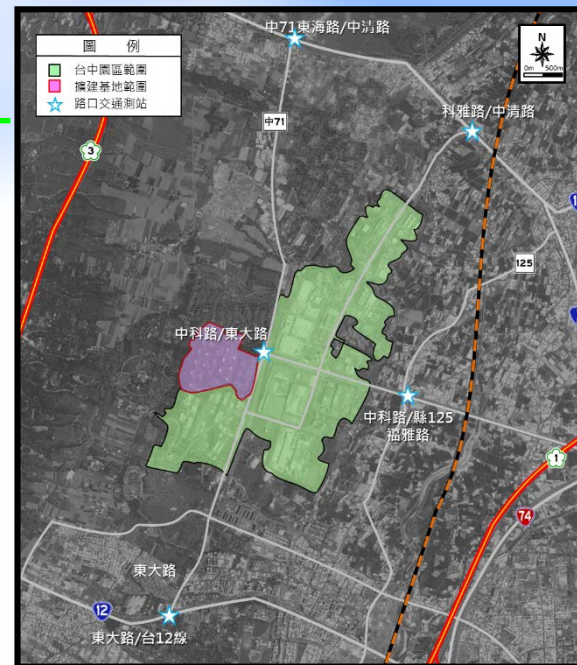 圖 例
台中園區範圍
擴建基地範圍
路口交通測站
中71東海路/中清路
N
0m 500m
中71
科雅路/中清路
3
1
125
中科路/東大路
中科路/縣125
福雅路
1
74
東大路
12
東大路/台12線